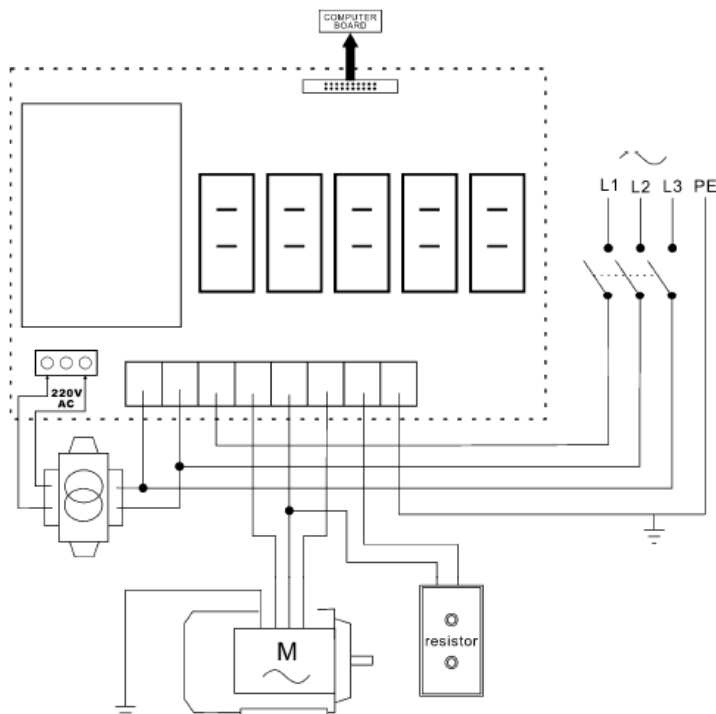 COMPUTER
BOARD
L1 L2 L3 PE
220V
AC
M
resistor